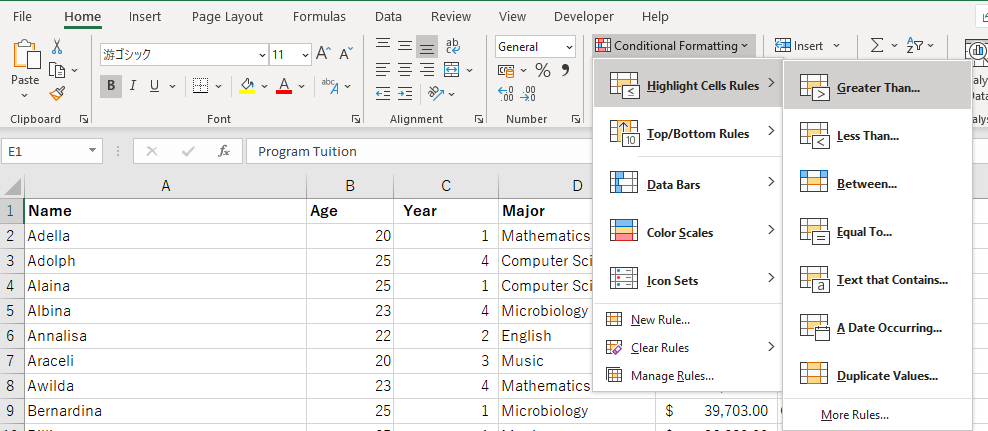 File Home Insert Page Layout Formulas Data Review View Developer Help
Paste
Clipboard
游ゴシック 11 A A
B I U A abc
Font
ab c
Alignment
General
% 9
.00
Number
Conditional Formatting
Insert
Σ A Z
E1 fx Program Tuition
A B C D
1 Name Age Year Major
2 Adella 20 1 Mathematics
3 Adolph 25 4 Computer Sci
4 Alaina 25 1 Computer Sci
5 Albina 23 4 Microbiology
6 Annalisa 22 2 English
7 Araceli 20 3 Music
8 Awilda 23 4 Mathematics
9 Bernardina 25 1 Microbiology $ 39,703.00
Highlight Cells Rules
Top/Bottom Rules
Data Bars
Color Scales
Icon Sets
New Rule...
Clear Rules
Manage Rules...
Greater Than...
Less Than...
Between...
Equal To...
Text that Contains...
A Date Occurring...
Duplicate Values...
More Rules...